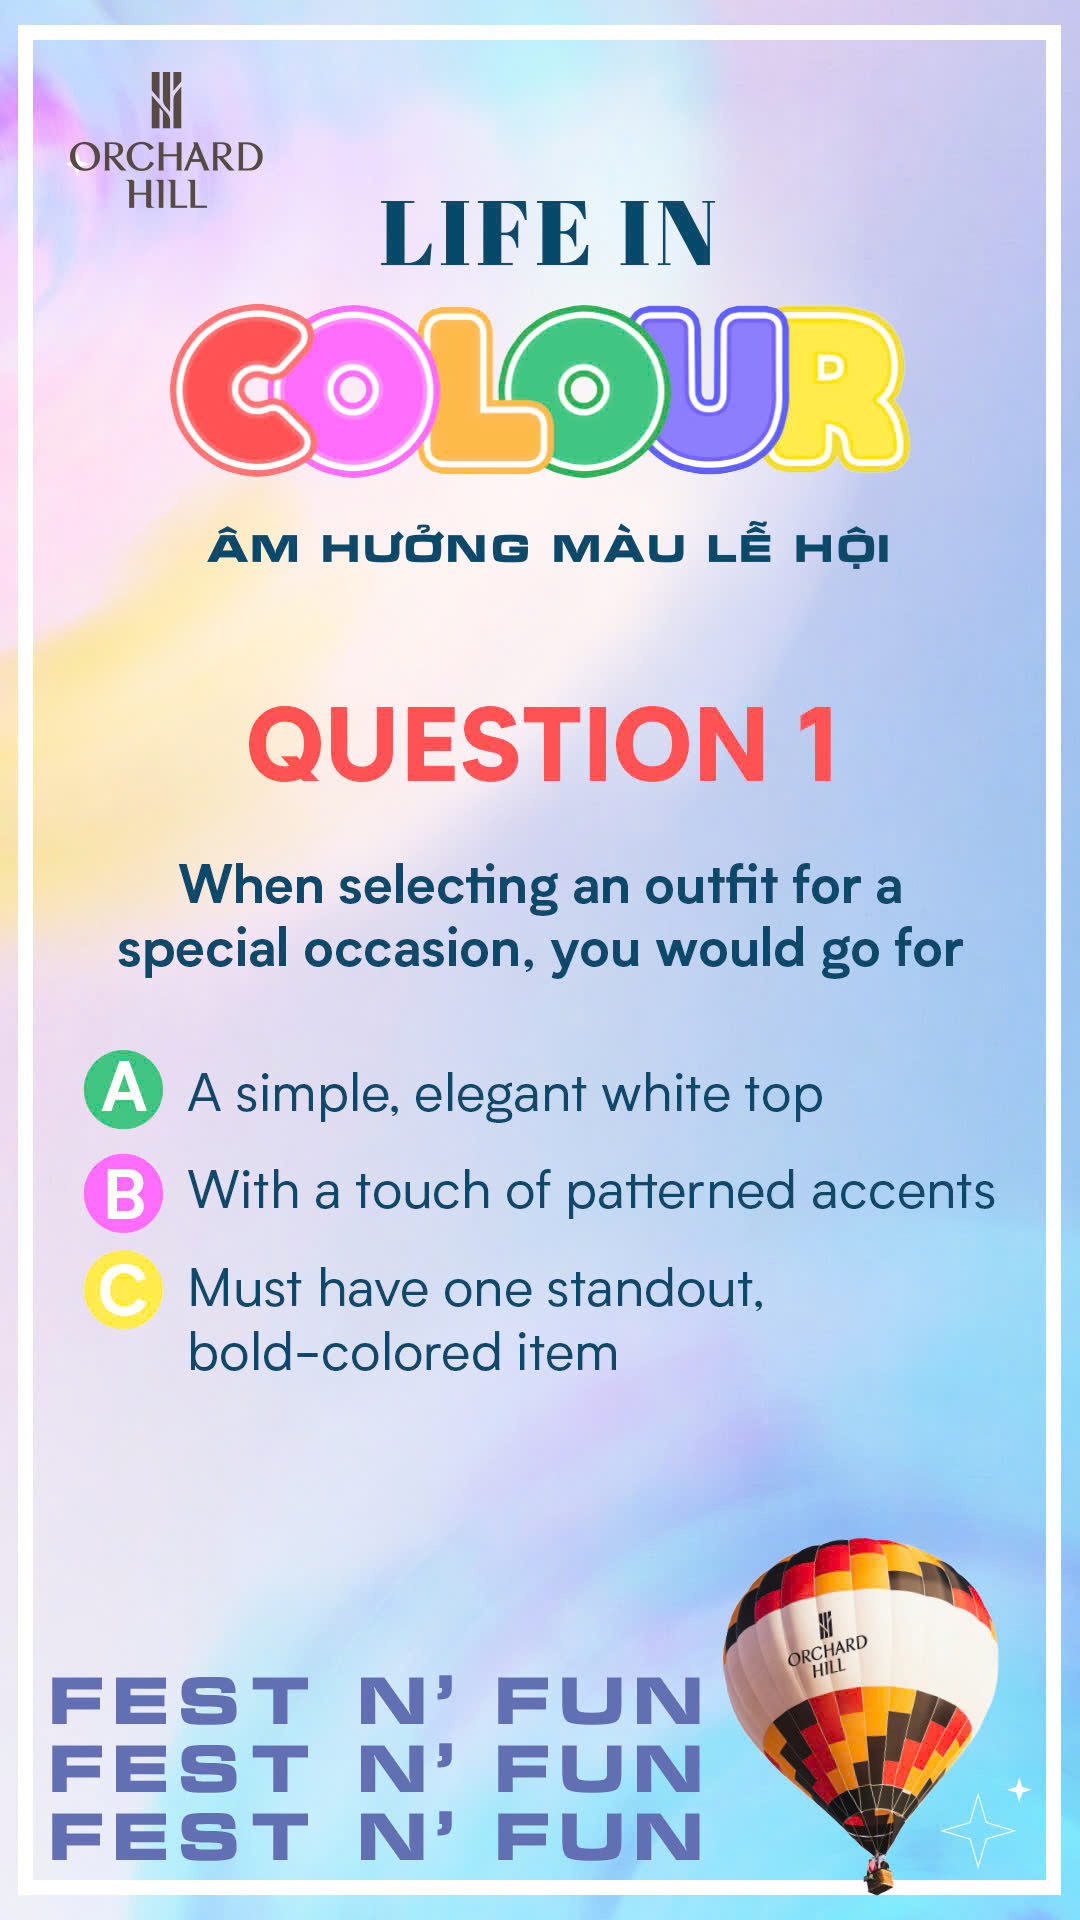 ORCHARD
HILL
LIFE IN
COLOUR
ÂM HƯỞNG MÀU LỄ HỘI
QUESTION 1
When selecting an outfit for a
special occasion, you would go for
A A simple, elegant white top
B With a touch of patterned accents
C Must have one standout,
bold-colored item
ORCHARD
HILL
FEST N’ FUN
FEST N’ FUN
FEST N’ FUN